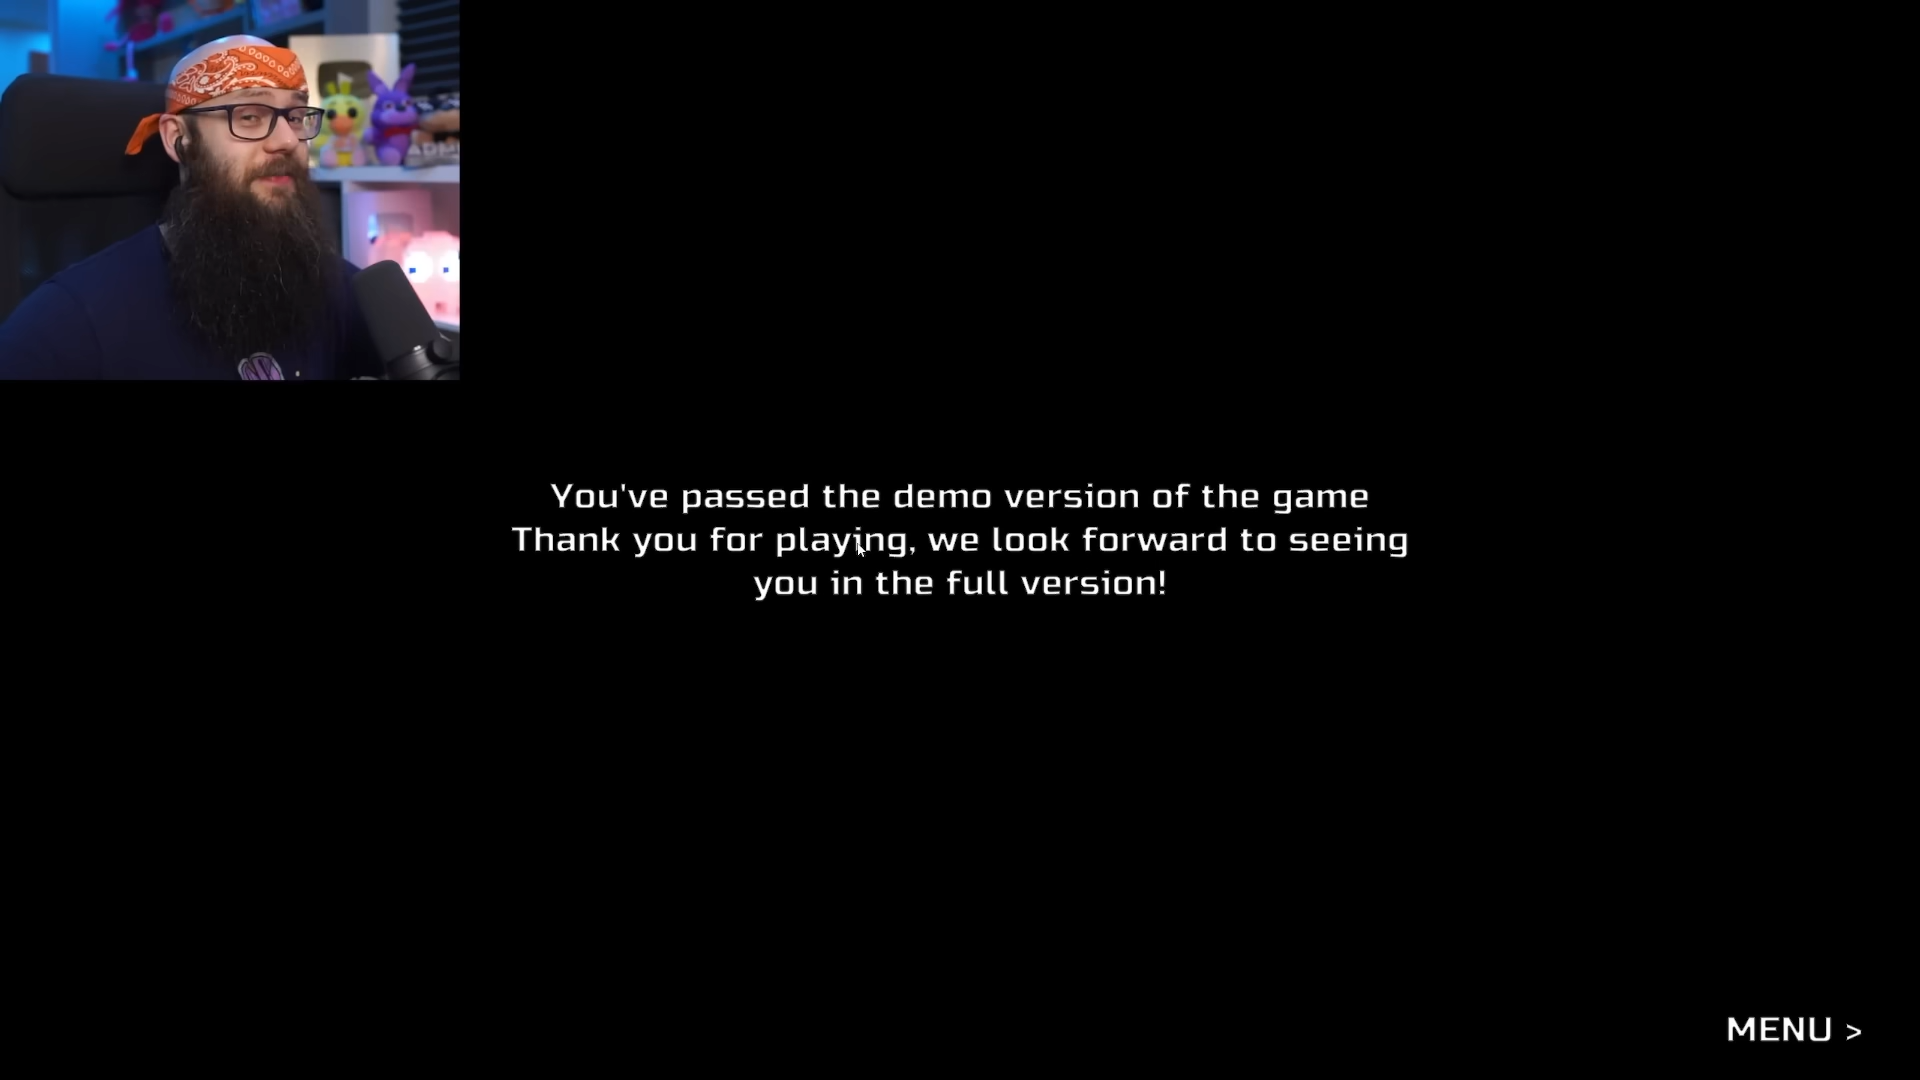 You've passed the demo version of the game
Thank you for playing, we look forward to seeing
you in the full version!
MENU >